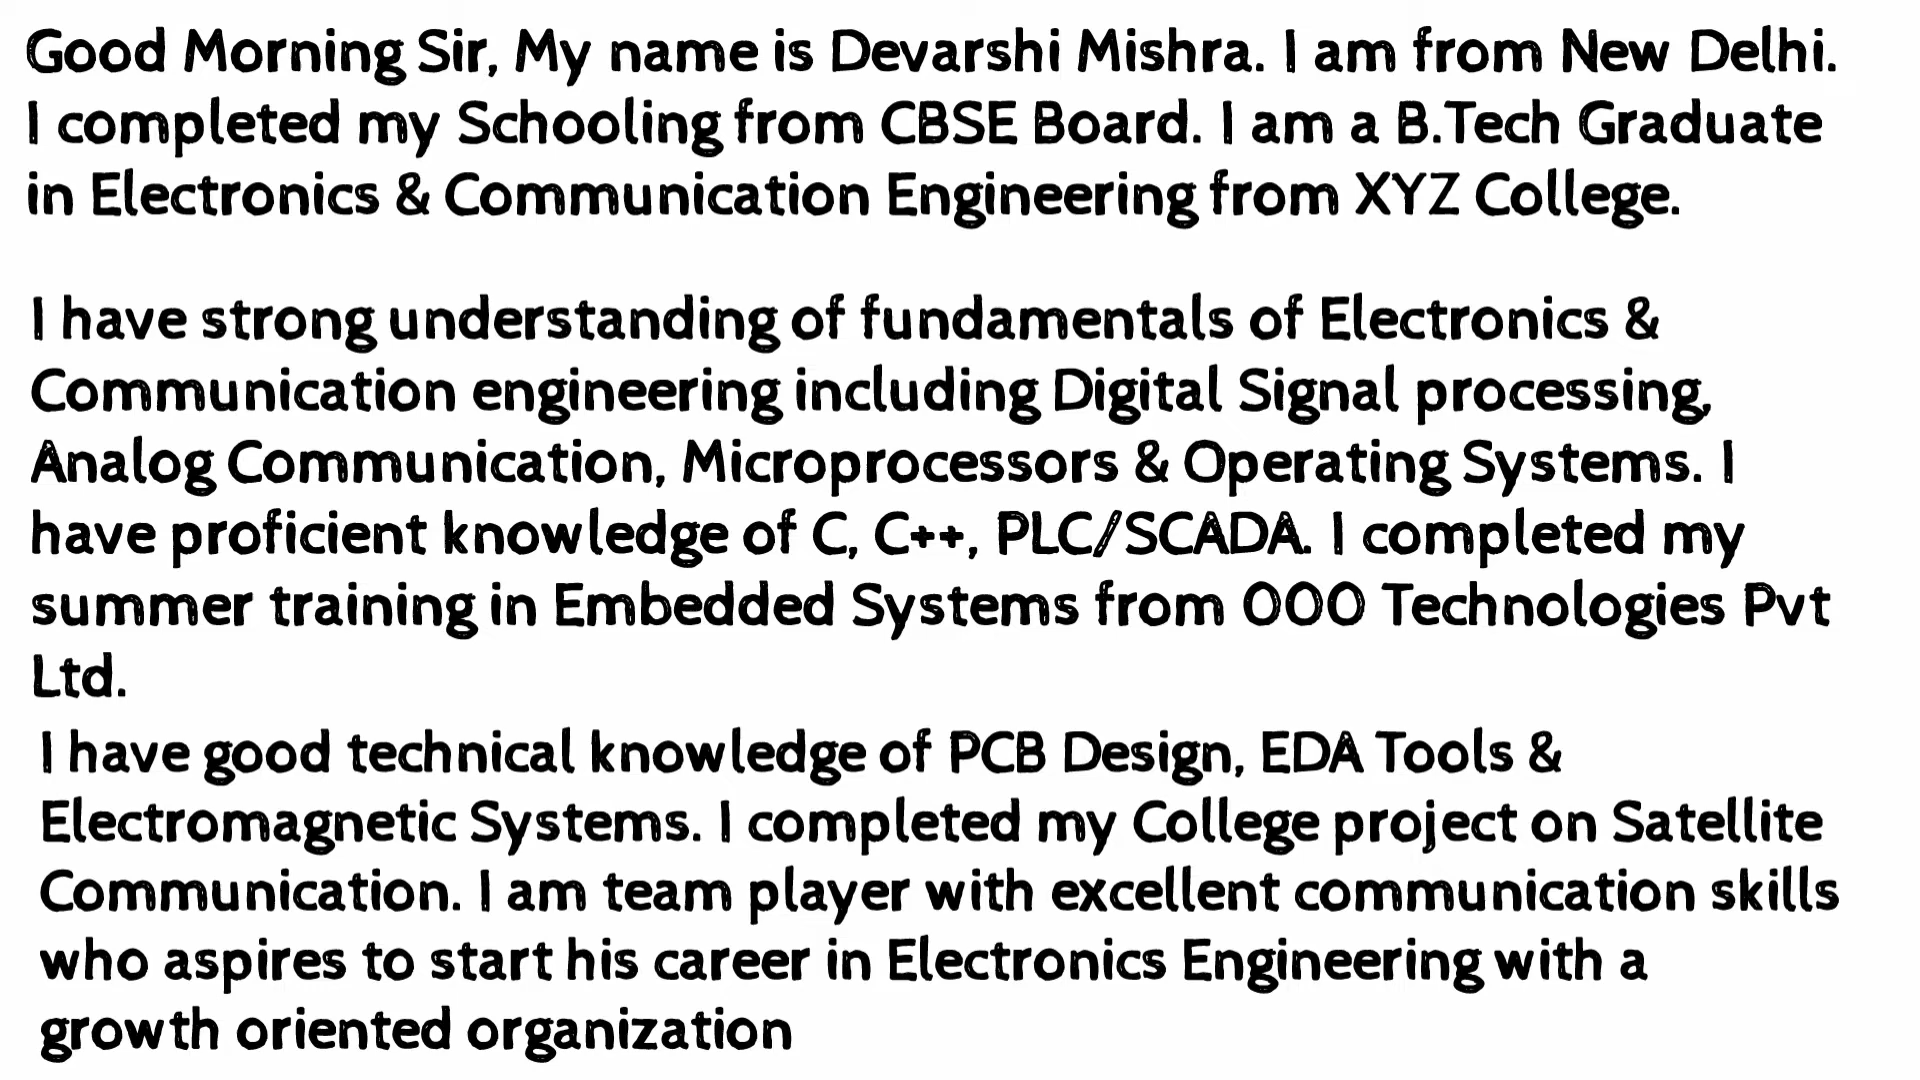 Good Morning Sir, My name is Devarshi Mishra. I am from New Delhi.
I completed my Schooling from CBSE Board. I am a B.Tech Graduate
in Electronics & Communication Engineering from XYZ College.
I have strong understanding of fundamentals of Electronics &
Communication engineering including Digital Signal processing,
Analog Communication, Microprocessors & Operating Systems. I
have proficient knowledge of C, C++, PLC/SCADA. I completed my
summer training in Embedded Systems from OOO Technologies Pvt
Ltd.
I have good technical knowledge of PCB Design, EDA Tools &
Electromagnetic Systems. I completed my College project on Satellite
Communication. I am team player with excellent communication skills
who aspires to start his career in Electronics Engineering with a
growth oriented organization